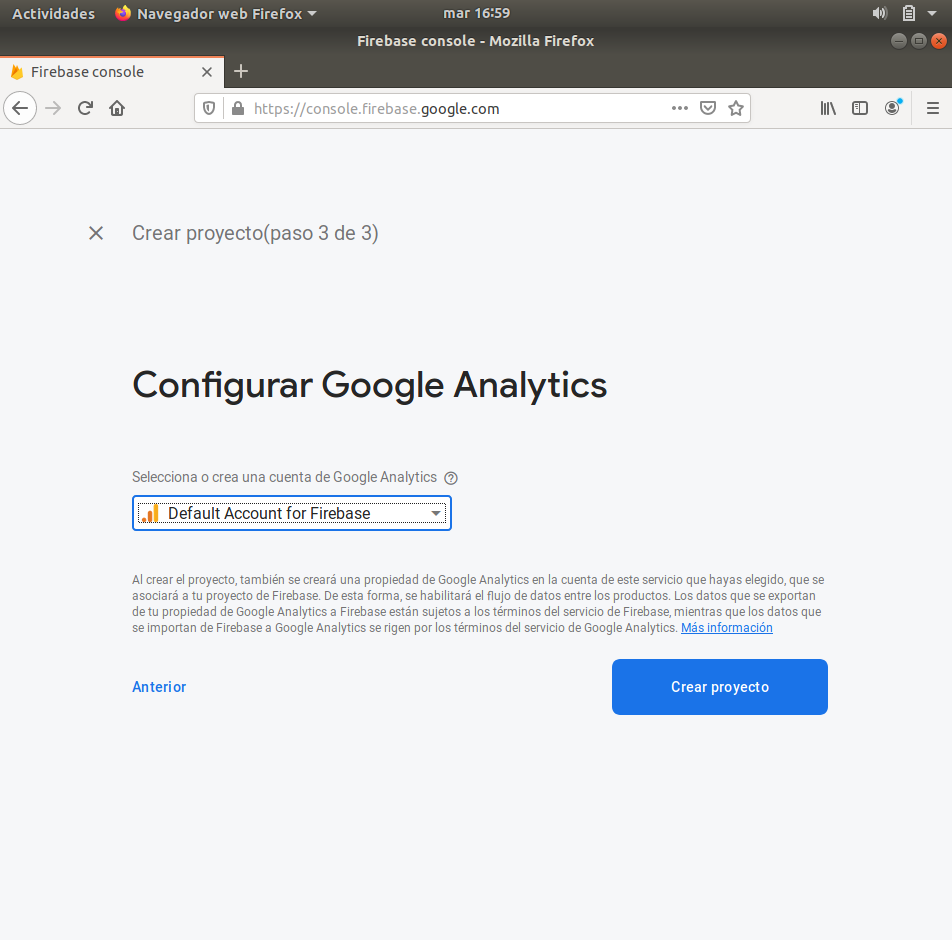 Actividades
Navegador web Firefox
mar 16:59
Firebase console - Mozilla Firefox
Firebase console
https://console.firebase.google.com
Crear proyecto(paso 3 de 3)
Configurar Google Analytics
Selecciona o crea una cuenta de Google Analytics
Default Account for Firebase
Al crear el proyecto, también se creará una propiedad de Google Analytics en la cuenta de este servicio que hayas elegido, que se
asociará a tu proyecto de Firebase. De esta forma, se habilitará el flujo de datos entre los productos. Los datos que se exportan
de tu propiedad de Google Analytics a Firebase están sujetos a los términos del servicio de Firebase, mientras que los datos que
se importan de Firebase a Google Analytics se rigen por los términos del servicio de Google Analytics. Más información
Anterior
Crear proyecto